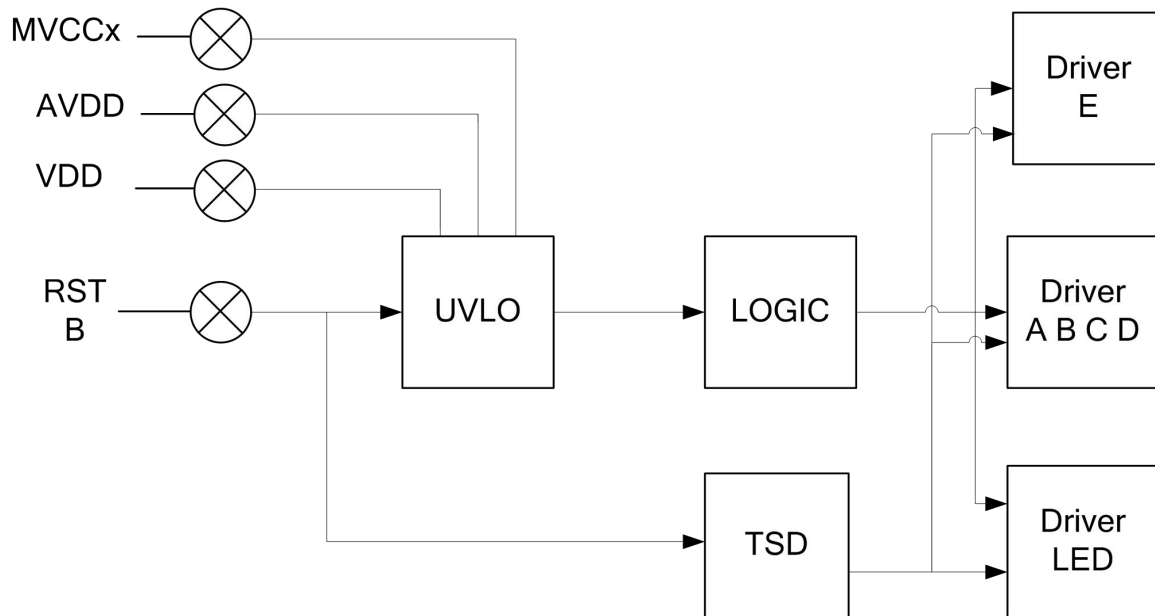 MVCCx
AVDD
VDD
RST
B
UVLO
LOGIC
TSD
Driver
E
Driver
A B C D
Driver
LED